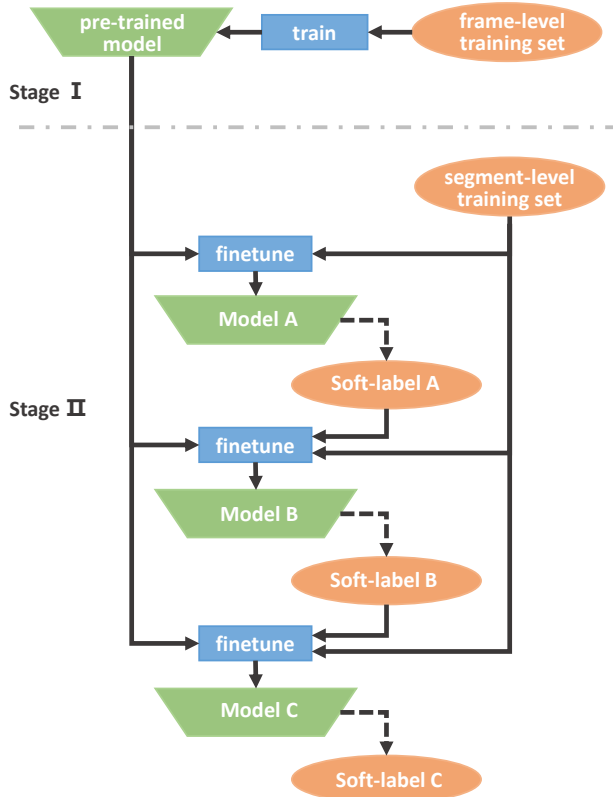 pre-trained
model
train
frame-level
training set
Stage Ⅰ
segment-level
training set
finetune
Model A
Soft-label A
Stage Ⅱ
finetune
Model B
Soft-label B
finetune
Model C
Soft-label C